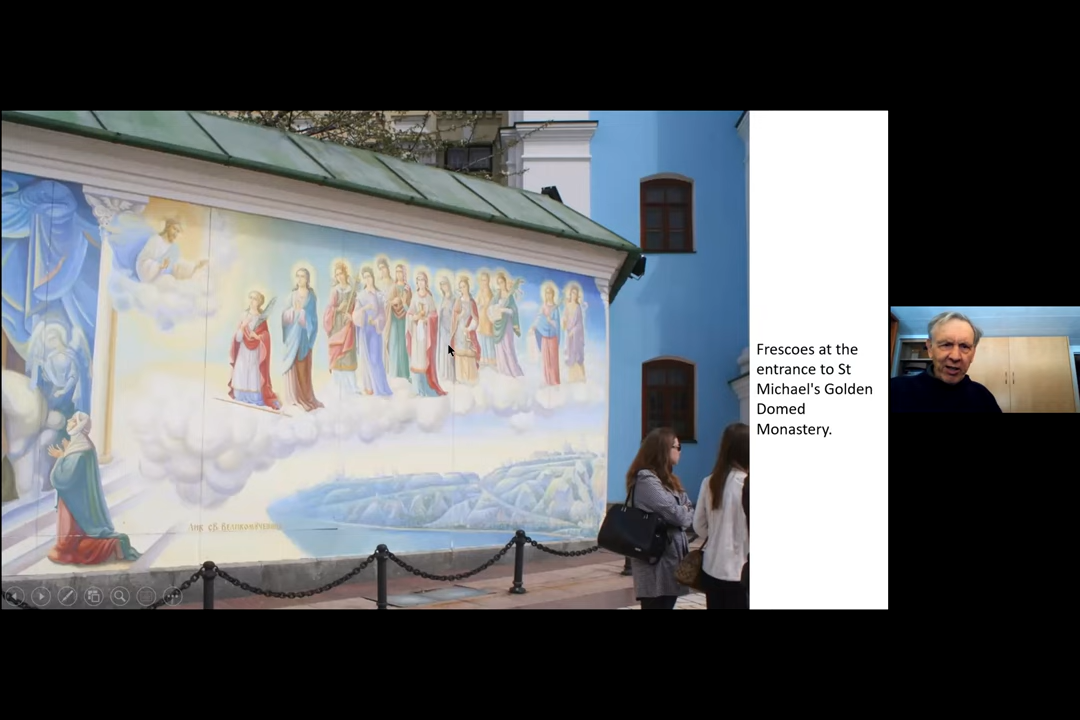 Frescoes at the
entrance to St
Michael's Golden
Domed
Monastery.